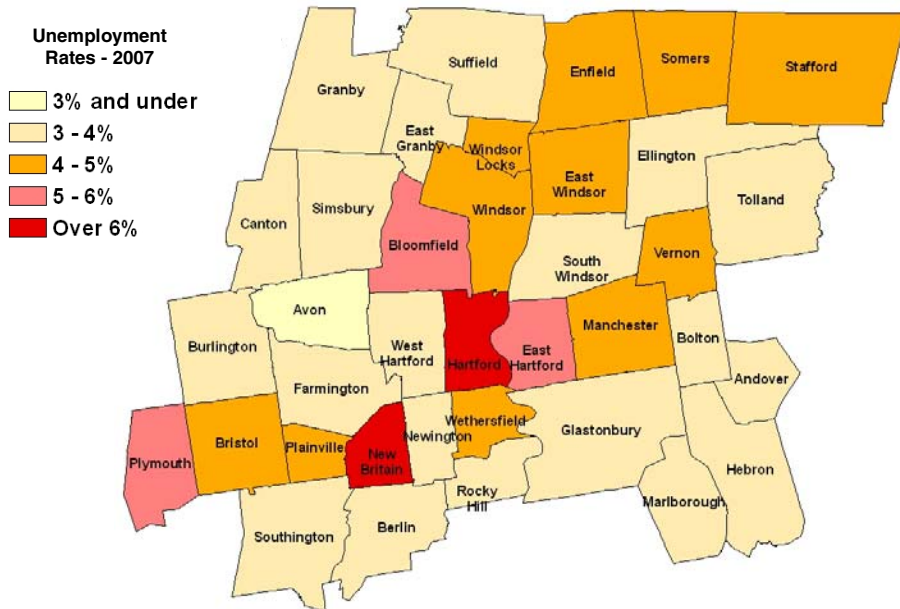 Unemployment
Rates - 2007
3% and under
3 - 4%
4 - 5%
5 - 6%
Over 6%
Suffield
Enfield
Somers
Stafford
Granby
East
Granby
Windsor
Locks
East
Windsor
Ellington
Tolland
Canton
Simsbury
Bloomfield
Windsor
South
Windsor
Vernon
Avon
Burlington
West
Hartford
Hartford
East
Hartford
Manchester
Bolton
Andover
Farmington
Plymouth
Bristol
Plainville
New
Britain
Newington
Wethersfield
Glastonbury
Hebron
Rocky
Hill
Marlborough
Southington
Berlin